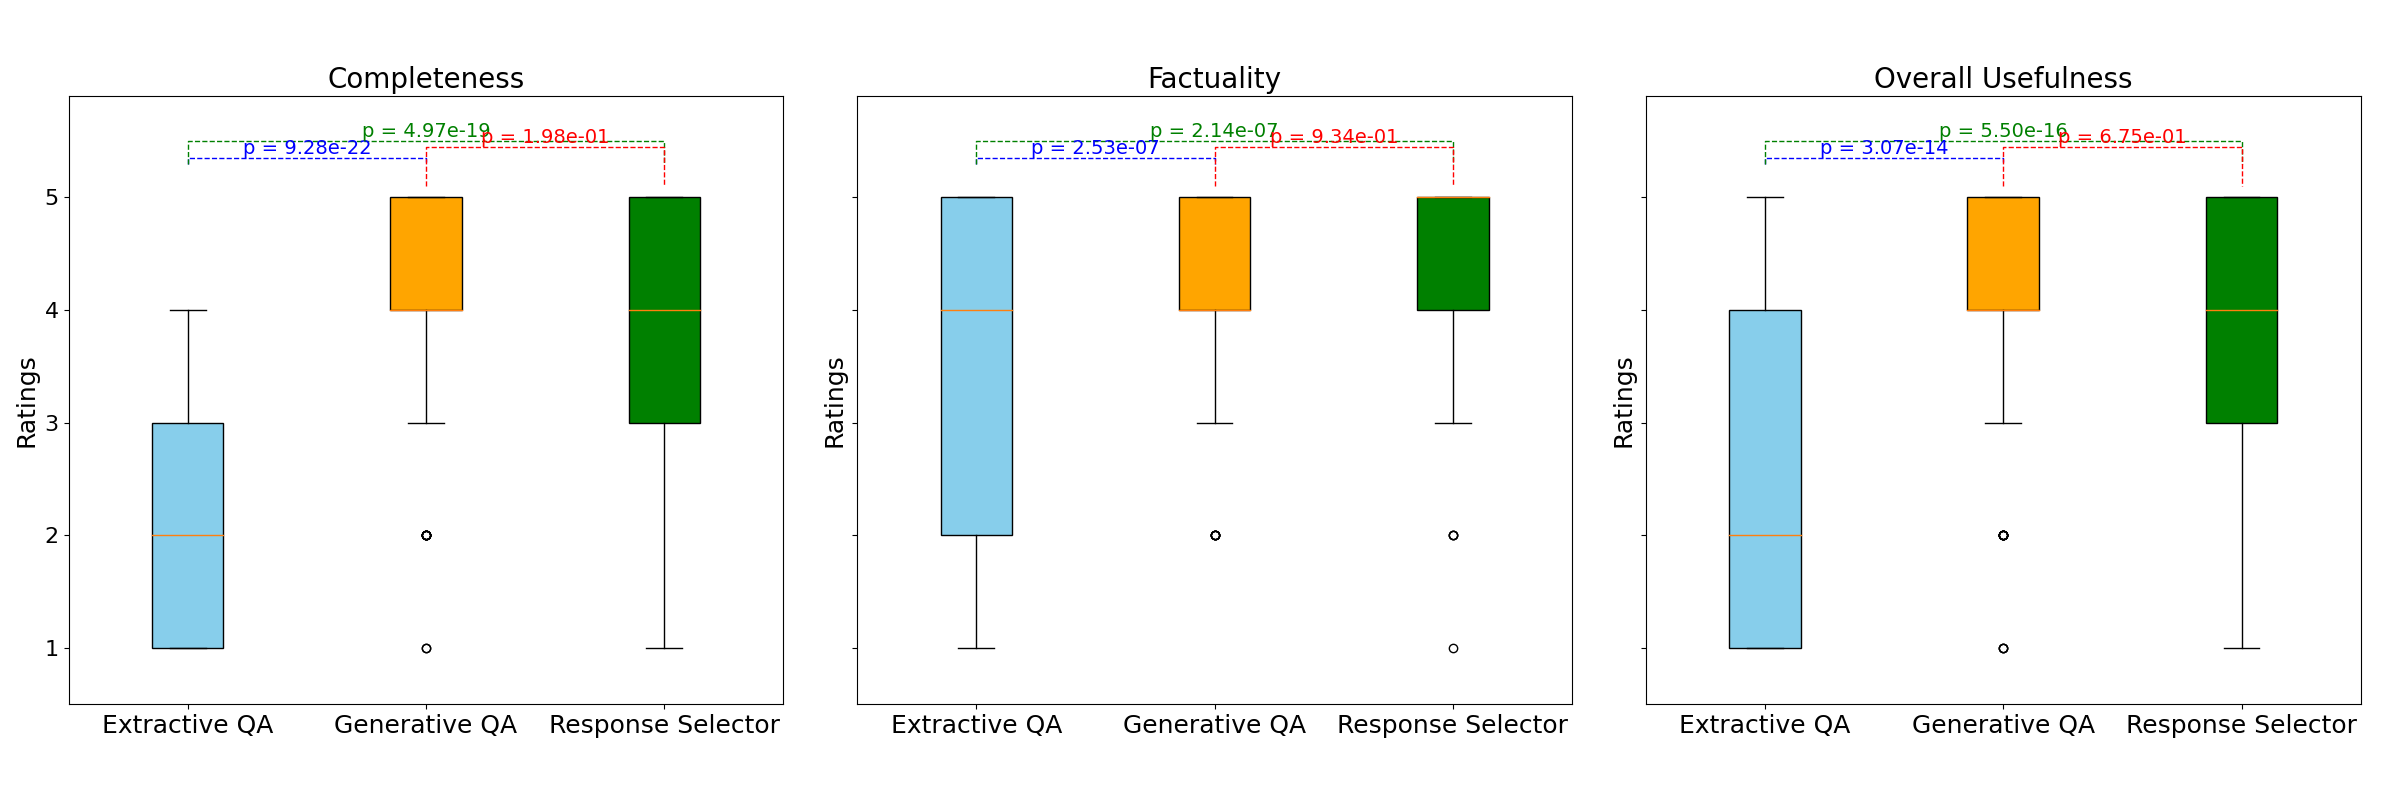 Completeness
Factuality
Overall Usefulness
p = 4.97e-19
p = 1.98e-01
p = 9.28e-22
p = 2.14e-07
p = 9.34e-01
p = 2.53e-07
p = 5.50e-16
p = 6.75e-01
p = 3.07e-14
5
4
3
2
1
Ratings
Ratings
Ratings
Extractive QA
Generative QA
Response Selector
Extractive QA
Generative QA
Response Selector
Extractive QA
Generative QA
Response Selector